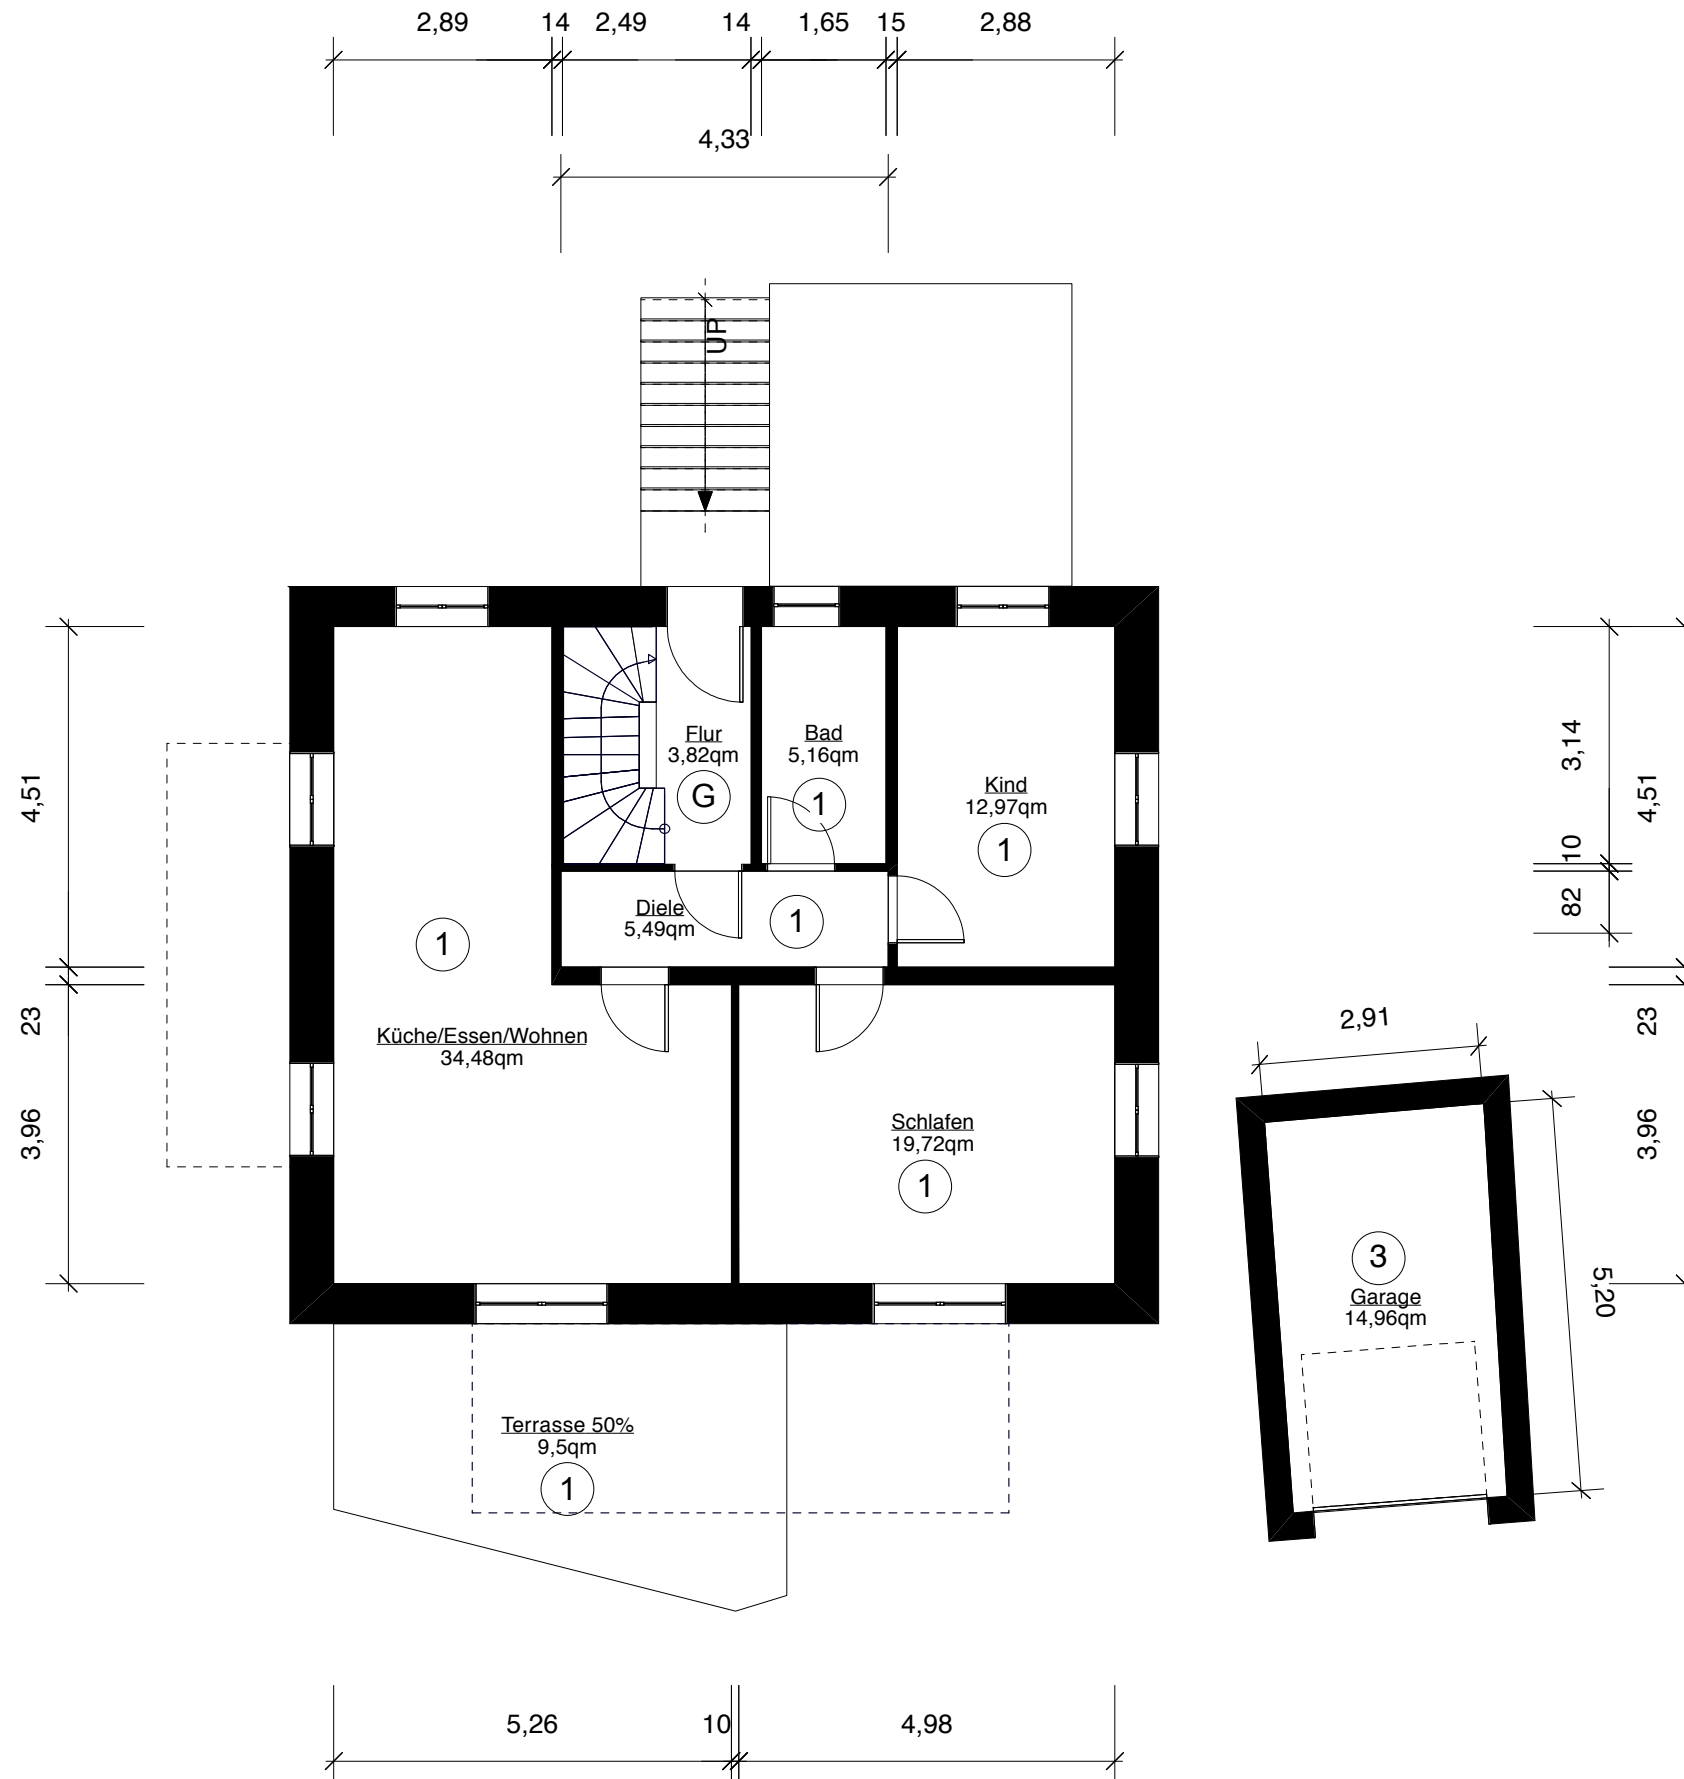 2,89 14 2,49 14 1,65 15 2,88
4,33
UP
Flur
3,82qm
G
Bad
5,16qm
1
Kind
12,97qm
1
Diele
5,49qm
1
1
Küche/Essen/Wohnen
34,48qm
Schlafen
19,72qm
1
Terrasse 50%
9,5qm
1
4,51
23
3,96
3,14
10
82
4,51
23
3,96
2,91
5,20
3
Garage
14,96qm
5,26 10 4,98